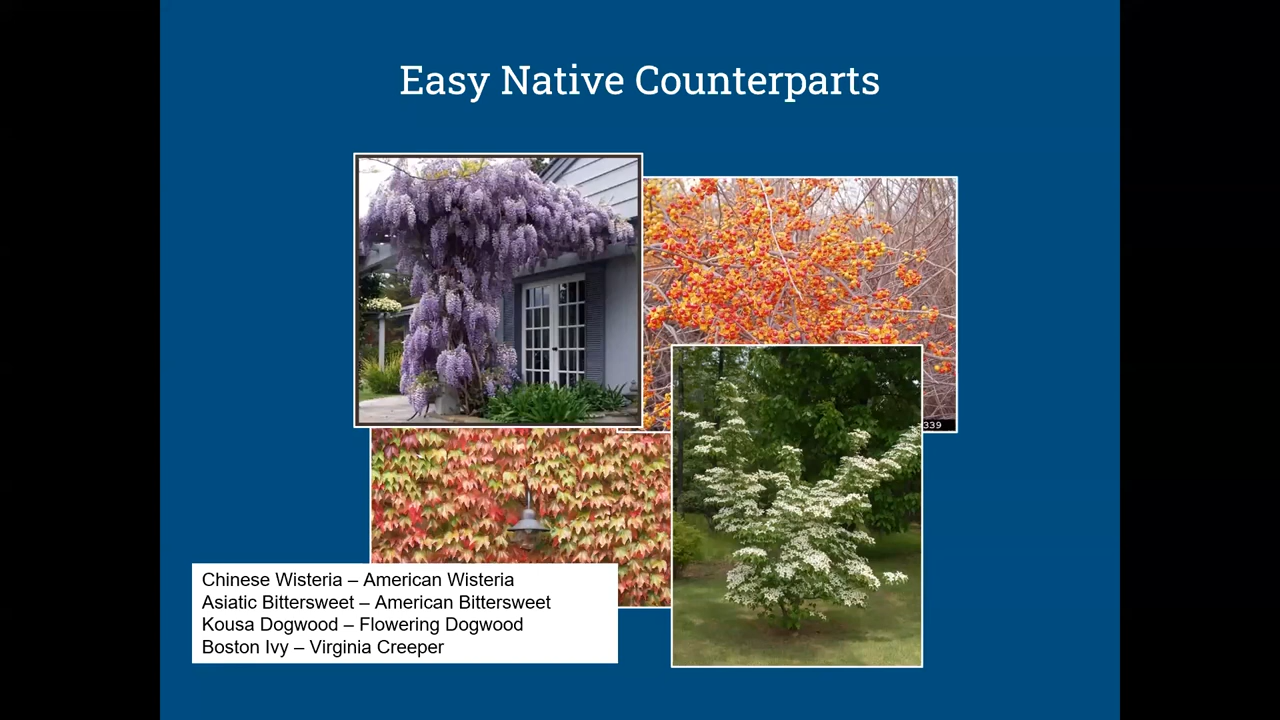 Easy Native Counterparts
339
Chinese Wisteria – American Wisteria
Asiatic Bittersweet – American Bittersweet
Kousa Dogwood – Flowering Dogwood
Boston Ivy – Virginia Creeper